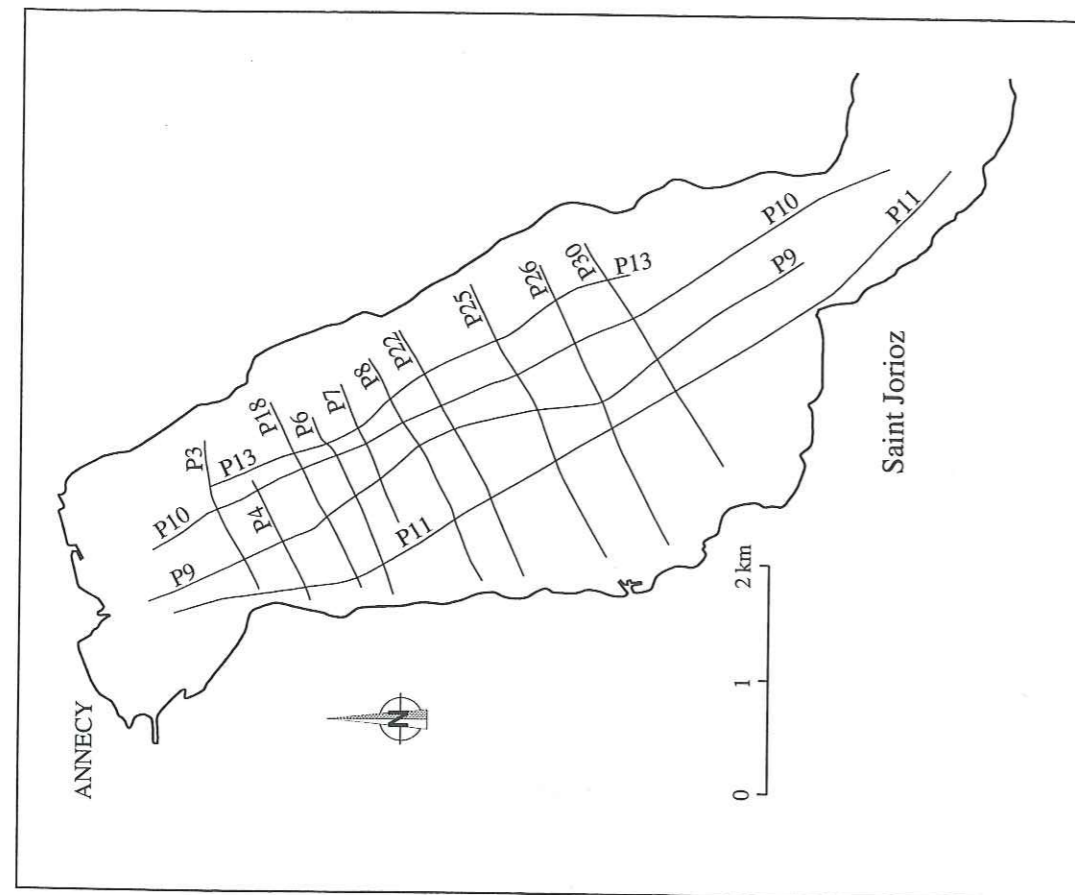 ANNECY
P3
P13
P10
P4
P18
P6
P7
P8
P22
P9
P11
P25
P26
P30
P13
P10
P9
P11
Saint Jorioz
N
0 1 2 km